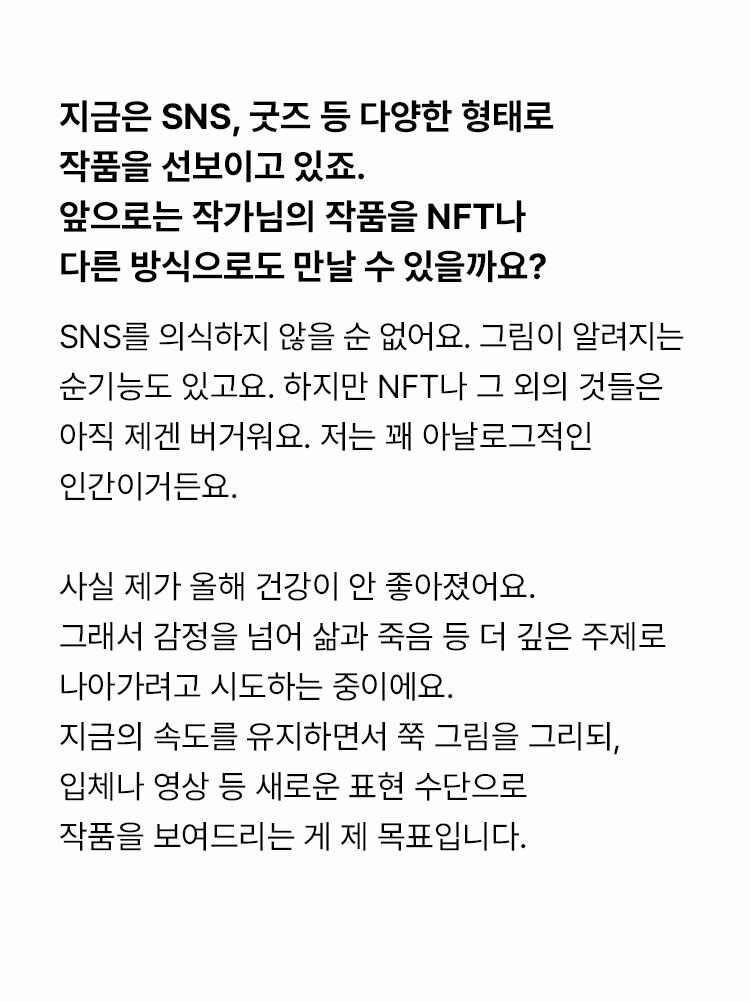 지금은 SNS, 굿즈 등 다양한 형태로
작품을 선보이고 있죠.
앞으로는 작가님의 작품을 NFT나
다른 방식으로도 만날 수 있을까요?
SNS를 의식하지 않을 순 없어요. 그림이 알려지는
순기능도 있고요. 하지만 NFT나 그 외의 것들은
아직 제겐 버거워요. 저는 꽤 아날로그적인
인간이거든요.
사실 제가 올해 건강이 안 좋아졌어요.
그래서 감정을 넘어 삶과 죽음 등 더 깊은 주제로
나아가려고 시도하는 중이에요.
지금의 속도를 유지하면서 쭉 그림을 그리되,
입체나 영상 등 새로운 표현 수단으로
작품을 보여드리는 게 제 목표입니다.